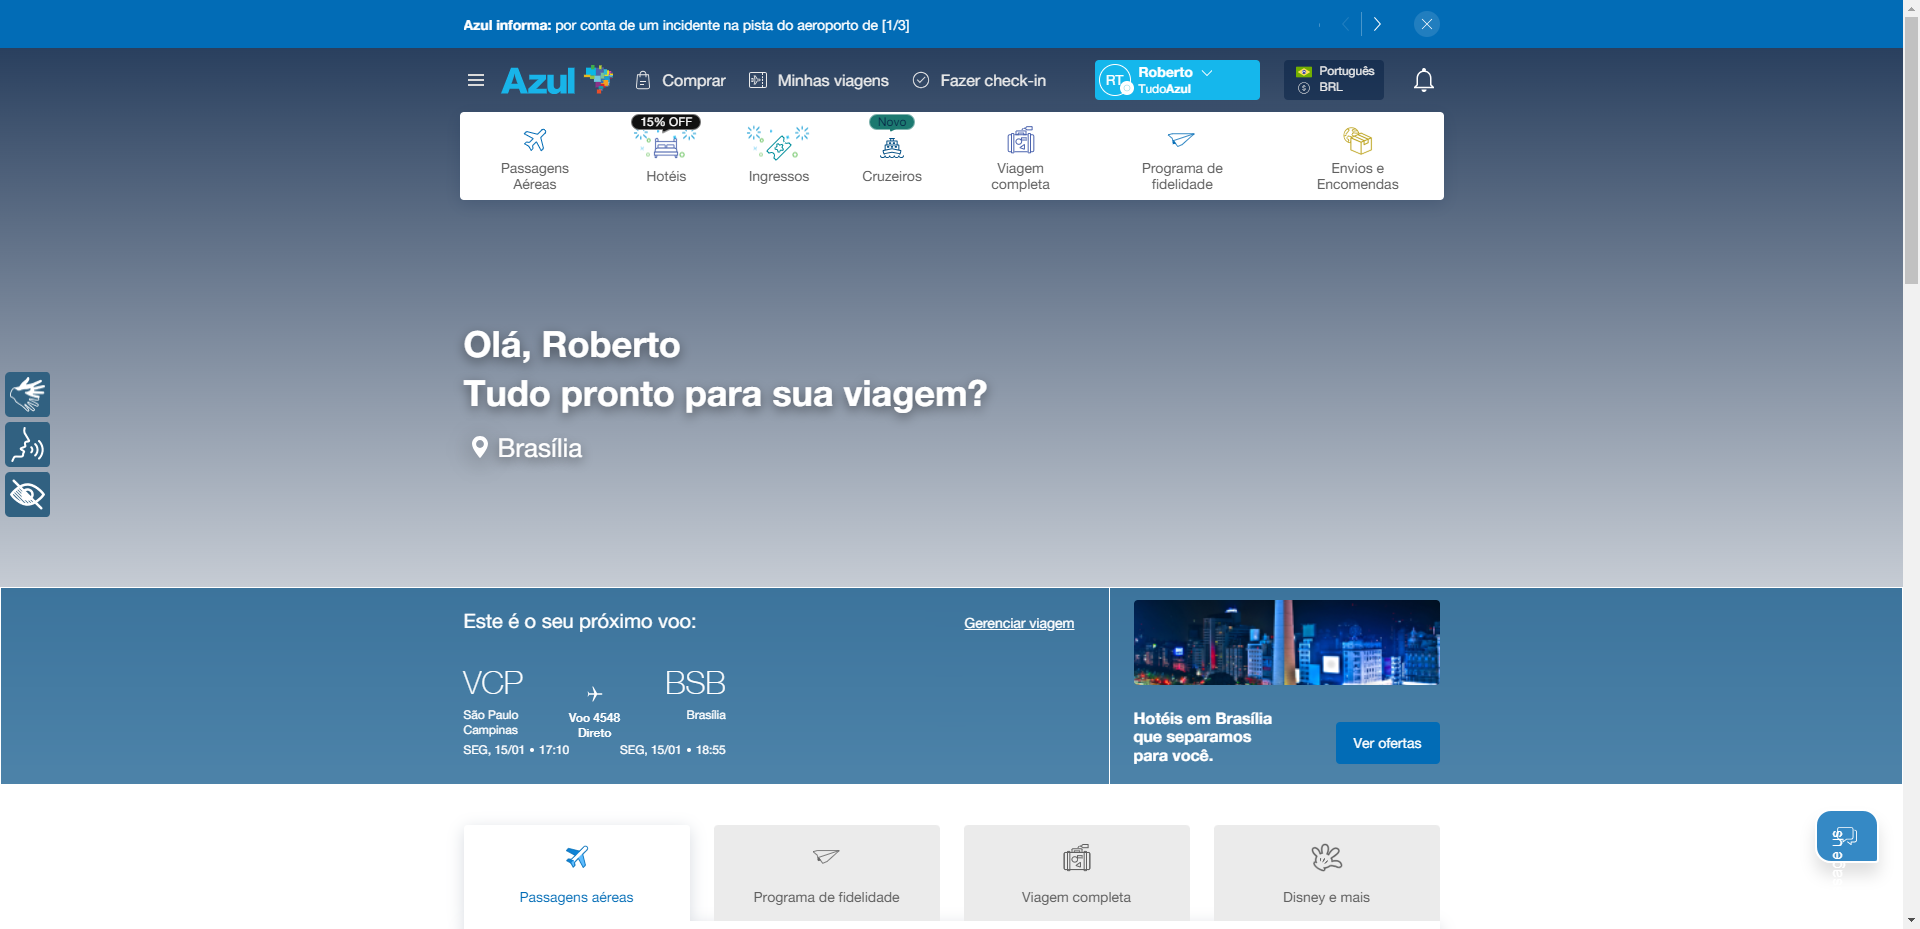 Azul informa: por conta de um incidente na pista do aeroporto de [1/3]
Azul
Comprar
Minhas viagens
Fazer check-in
RT
Roberto
TudoAzul
Português
BRL
Passagens
Aéreas
15% OFF
Hotéis
Ingressos
Novo
Cruzeiros
Viagem
completa
Programa de
fidelidade
Envios e
Encomendas
Olá, Roberto
Tudo pronto para sua viagem?
Brasília
Este é o seu próximo voo:
Gerenciar viagem
VCP
BSB
São Paulo
Campinas
Voo 4548
Direto
Brasília
SEG, 15/01 • 17:10
SEG, 15/01 • 18:55
Hotéis em Brasília
que separamos
para você.
Ver ofertas
Passagens aéreas
Programa de fidelidade
Viagem completa
Disney e mais